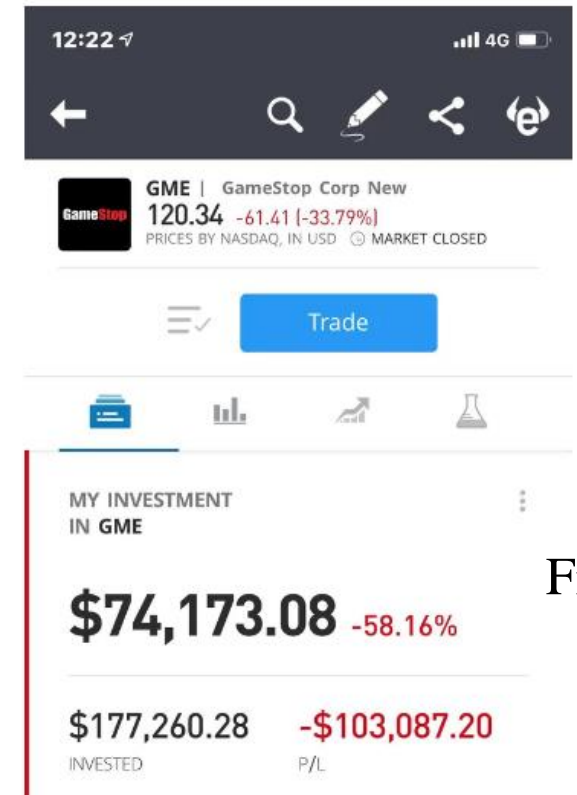 12:22 4G
GME | GameStop Corp New
GameStop 120.34 -61.41 (-33.79%)
PRICES BY NASDAQ, IN USD MARKET CLOSED
Trade
MY INVESTMENT
IN GME
$74,173.08 -58.16%
$177,260.28 -$103,087.20
INVESTED P/L